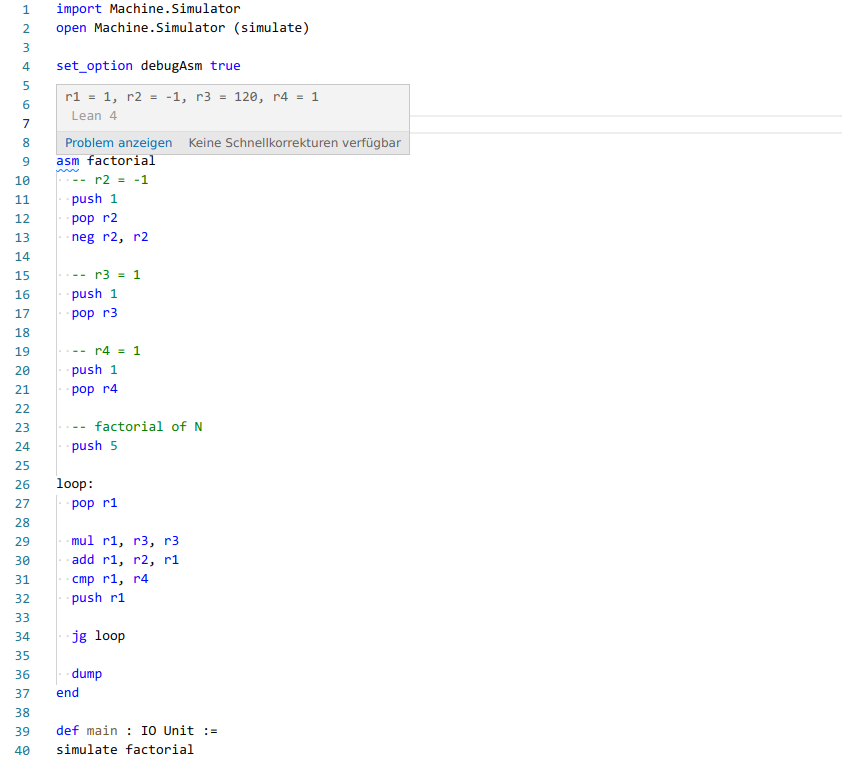 1 import Machine.Simulator
2 open Machine.Simulator (simulate)
3
4 set_option debugAsm true
5
r1 = 1, r2 = -1, r3 = 120, r4 = 1
6 Lean 4
7
8 Problem anzeigen Keine Schnellkorrekturen verfügbar
9 asm factorial
10 ··-- r2 = -1
11 ··push 1
12 ··pop r2
13 ··neg r2, r2
14
15 ··-- r3 = 1
16 ··push 1
17 ··pop r3
18
19 ··-- r4 = 1
20 ··push 1
21 ··pop r4
22
23 ··-- factorial of N
24 ··push 5
25
26 loop:
27 ··pop r1
28
29 ··mul r1, r3, r3
30 ··add r1, r2, r1
31 ··cmp r1, r4
32 ··push r1
33
34 ··jg loop
35
36 ··dump
37 end
38
39 def main : IO Unit :=
40 simulate factorial